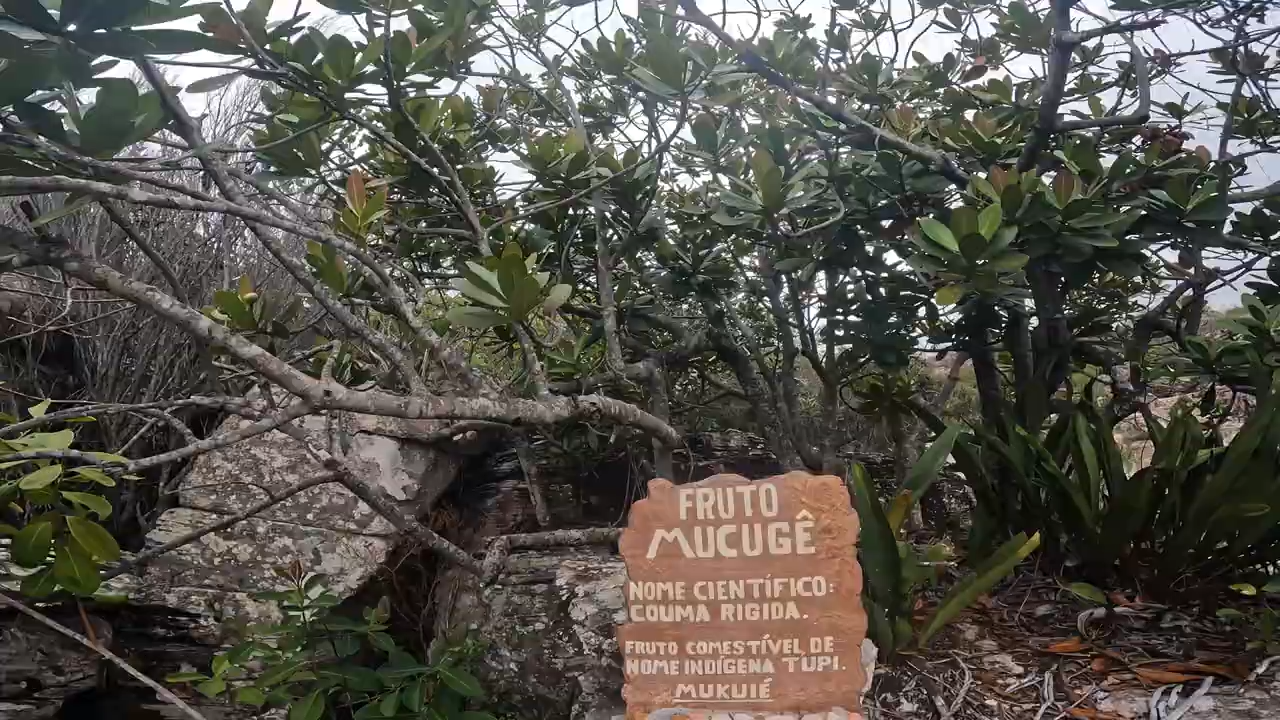 FRUTO
MUCUGÊ
NOME CIENTÍFICO:
COUMA RIGIDA.
FRUTO COMESTÍVEL DE
NOME INDÍGENA TUPI.
MUKUIÉ